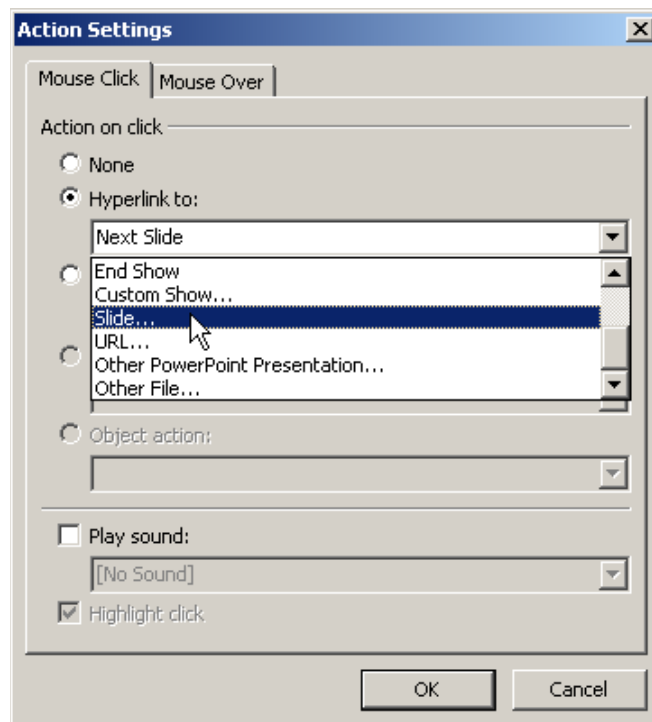 Action Settings
Mouse Click Mouse Over
Action on click
None
Hyperlink to:
Next Slide
End Show
Custom Show...
Slide...
URL...
Other PowerPoint Presentation...
Other File...
Object action:
Play sound:
[No Sound]
Highlight click
OK Cancel